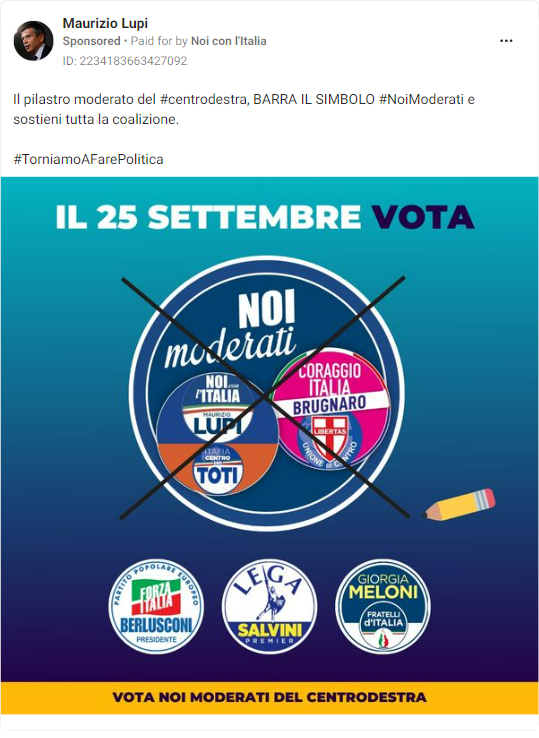 Maurizio Lupi
Sponsored • Paid for by Noi con l'Italia
ID: 2234183663427092
Il pilastro moderato del #centrodestra, BARRA IL SIMBOLO #NoiModerati e
sostieni tutta la coalizione.
#TorniamoAFarePolitica
IL 25 SETTEMBRE VOTA
NOI
moderati
NOI con
l'ITALIA
MAURIZIO
LUPI
ITALIA
CENTRO
TOTI
CORAGGIO
ITALIA
BRUGNARO
LIBERTAS
UNIONE DI CENTRO
PARTITO POPOLARE EUROPEO
FORZA
ITALIA
BERLUSCONI
PRESIDENTE
LEGA
SALVINI
PREMIER
GIORGIA
MELONI
FRATELLI
d'ITALIA
VOTA NOI MODERATI DEL CENTRODESTRA